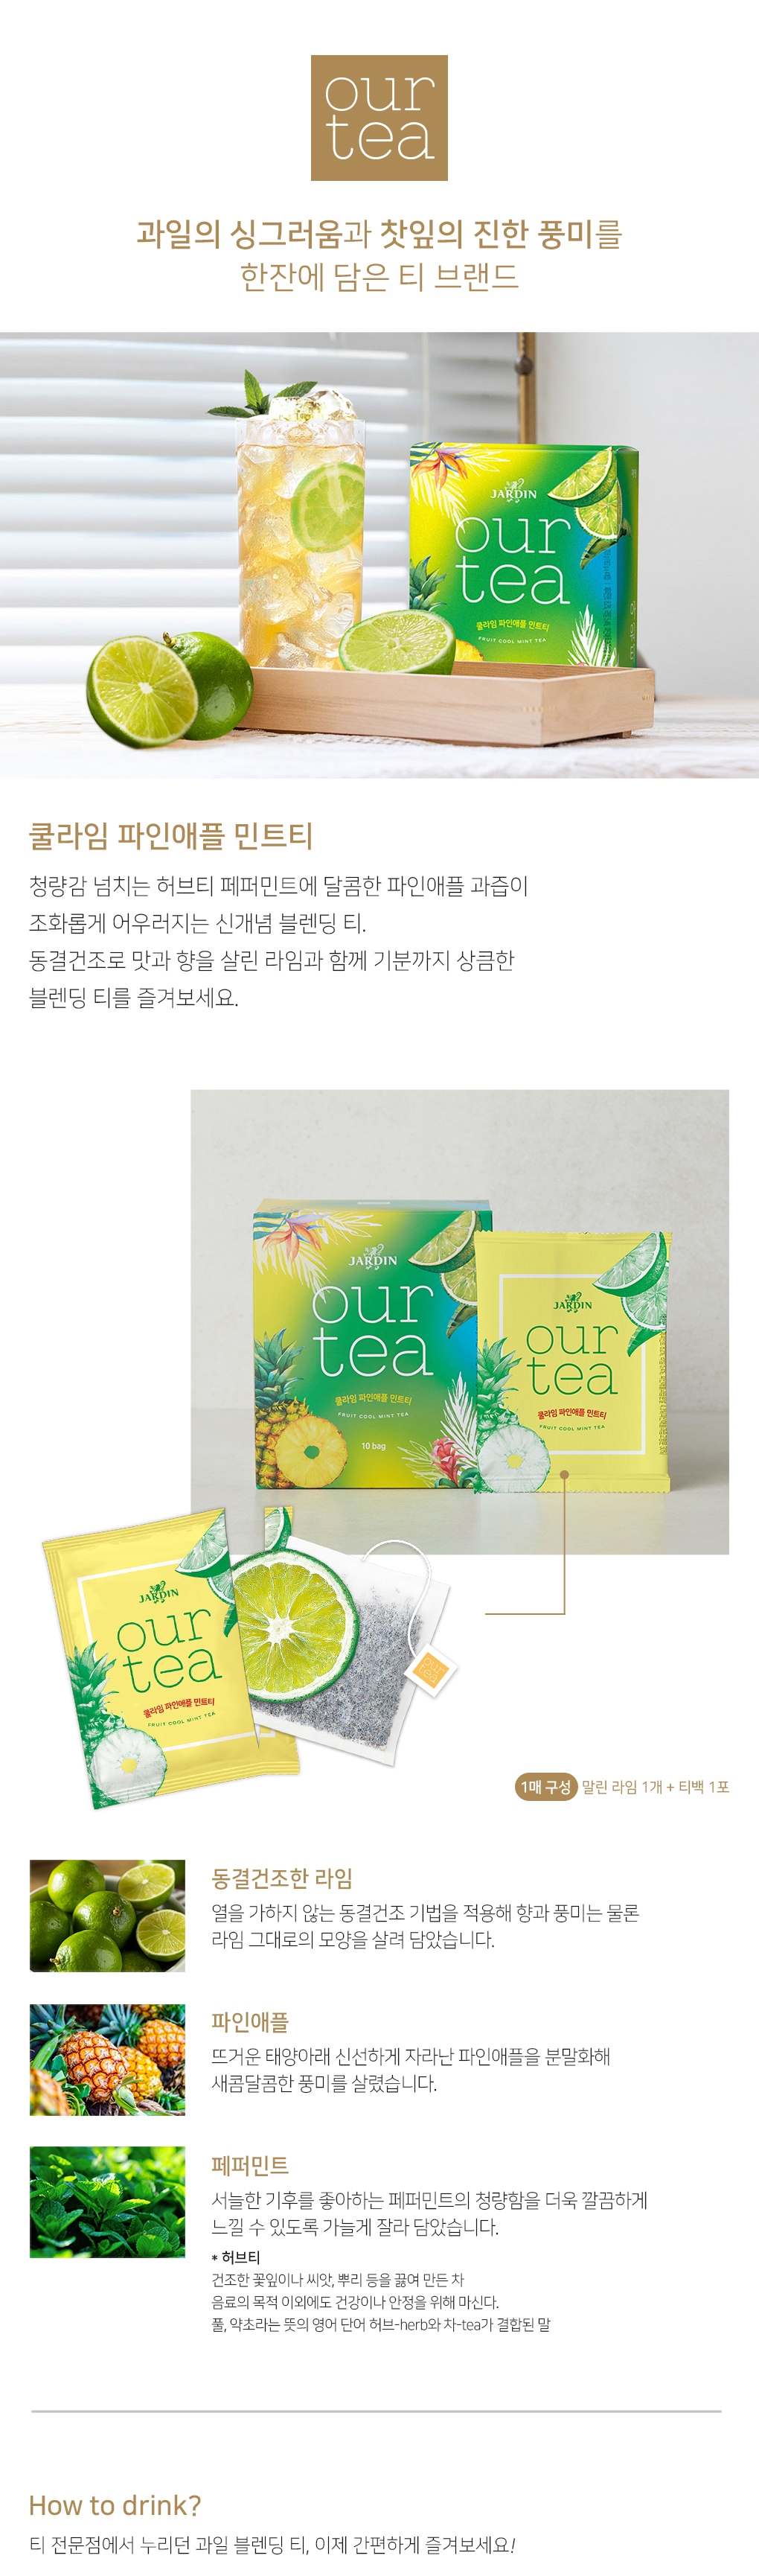 our
tea
과일의 싱그러움과 찻잎의 진한 풍미를
한잔에 담은 티 브랜드
JARDIN
our
tea
쿨라임 파인애플 민트티
FRUIT COOL MINT TEA
쿨라임 파인애플 민트티
청량감 넘치는 허브티 페퍼민트에 달콤한 파인애플 과즙이
조화롭게 어우러지는 신개념 블렌딩 티.
동결건조로 맛과 향을 살린 라임과 함께 기분까지 상큼한
블렌딩 티를 즐겨보세요.
JARDIN
our
tea
쿨라임 파인애플 민트티
FRUIT COOL MINT TEA
10 bag
JARDIN
our
tea
쿨라임 파인애플 민트티
FRUIT COOL MINT TEA
JARDIN
our
tea
쿨라임 파인애플 민트티
FRUIT COOL MINT TEA
our
tea
1매 구성 말린 라임 1개 + 티백 1포
동결건조한 라임
열을 가하지 않는 동결건조 기법을 적용해 향과 풍미는 물론
라임 그대로의 모양을 살려 담았습니다.
파인애플
뜨거운 태양아래 신선하게 자라난 파인애플을 분말화해
새콤달콤한 풍미를 살렸습니다.
페퍼민트
서늘한 기후를 좋아하는 페퍼민트의 청량함을 더욱 깔끔하게
느낄 수 있도록 가늘게 잘라 담았습니다.
* 허브티
건조한 꽃잎이나 씨앗, 뿌리 등을 끓여 만든 차
음료의 목적 이외에도 건강이나 안정을 위해 마신다.
풀, 약초라는 뜻의 영어 단어 허브-herb와 차-tea가 결합된 말
How to drink?
티 전문점에서 누리던 과일 블렌딩 티, 이제 간편하게 즐겨보세요!